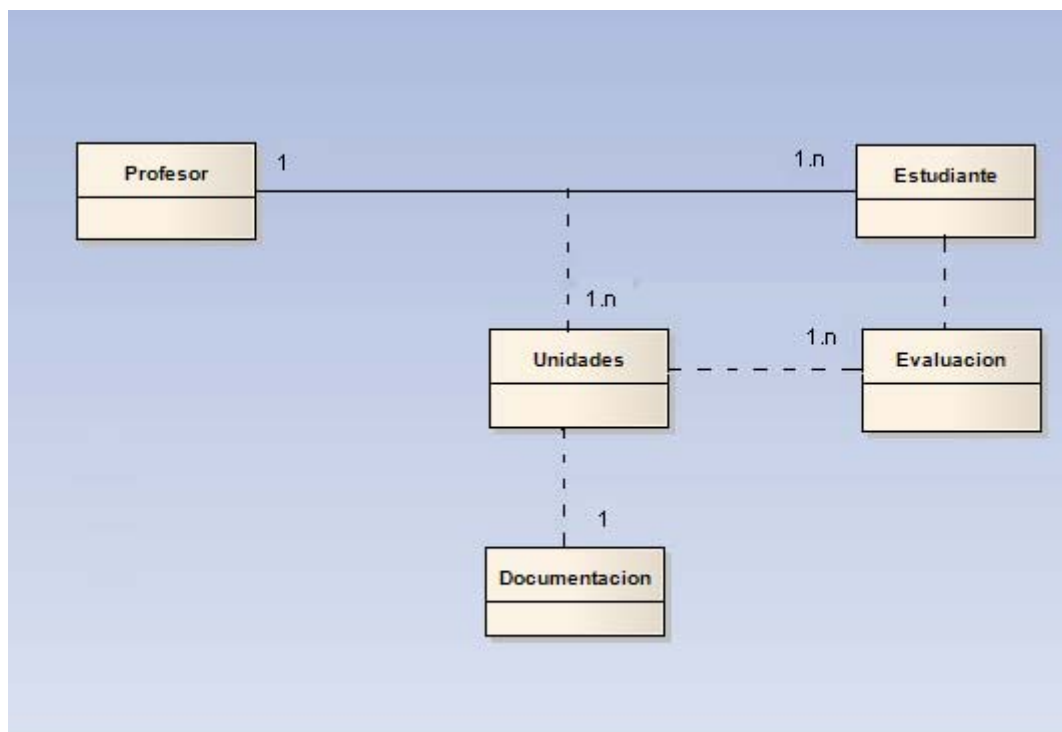 Profesor
1
1.n
Estudiante
1.n
Unidades
1.n
Evaluacion
1
Documentacion